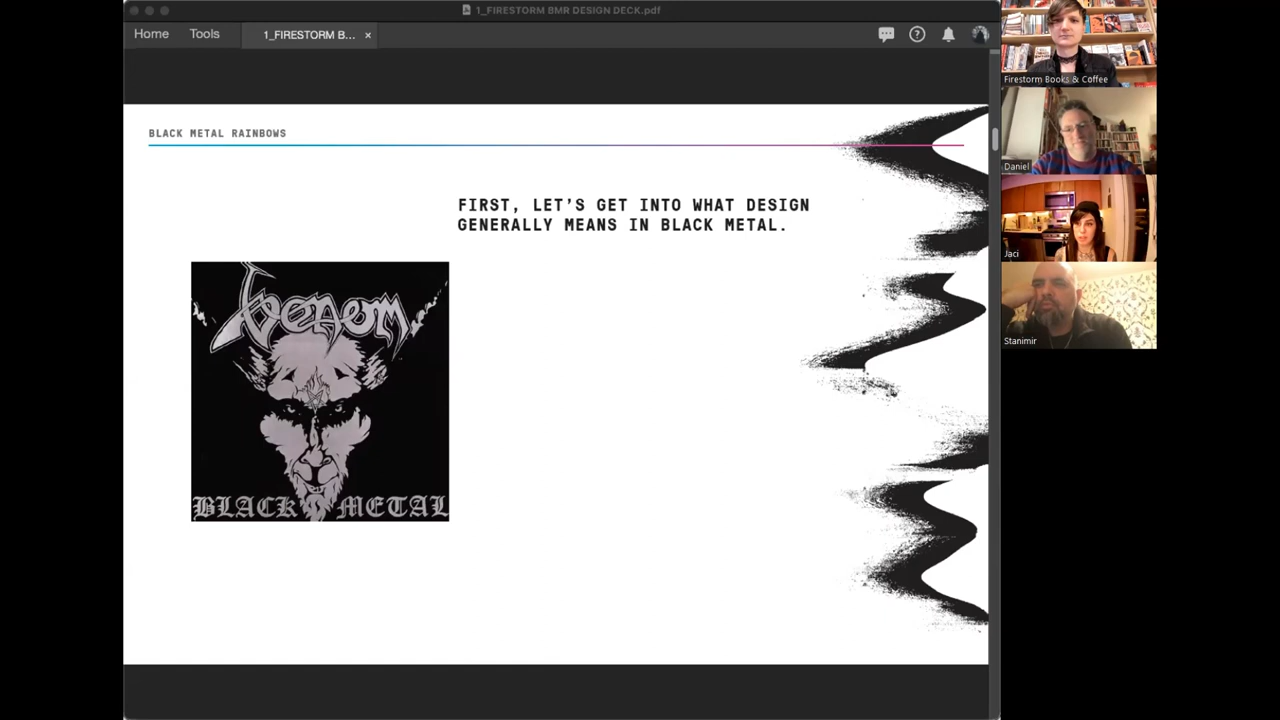 1_FIRESTORM BMR DESIGN DECK.pdf
Home Tools 1_FIRESTORM B... ×
BLACK METAL RAINBOWS
FIRST, LET'S GET INTO WHAT DESIGN
GENERALLY MEANS IN BLACK METAL.
Venom
BLACK METAL
Firestorm Books & Coffee
Daniel
Jaci
Stanimir